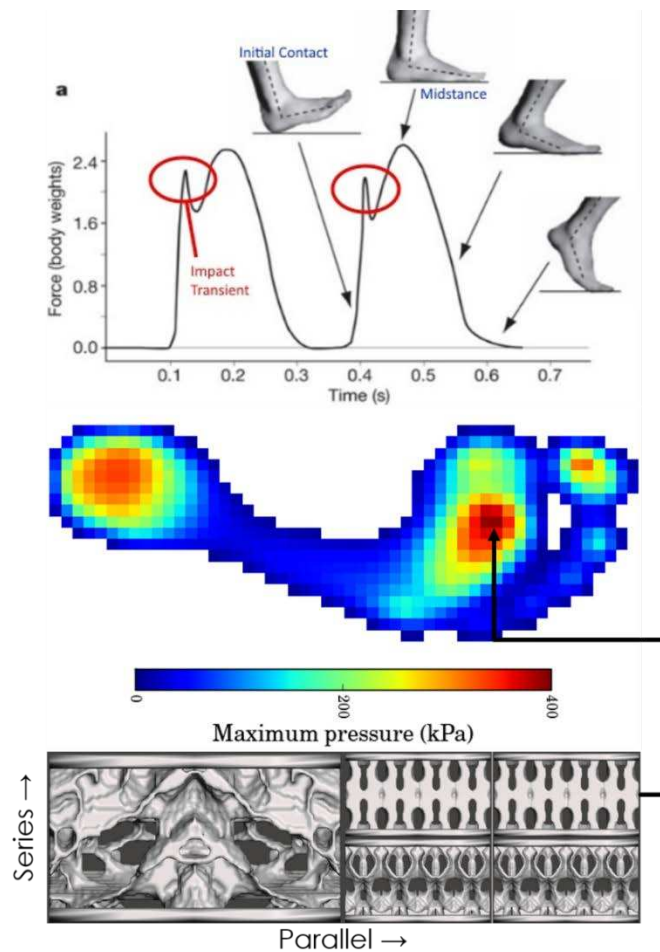 Initial Contact
a
Midstance
Force (body weights)
2.4
1.6
0.8
0.0
Impact
Transient
0.1 0.2 0.3 0.4 0.5 0.6 0.7
Time (s)
0 200 400
Maximum pressure (kPa)
Series →
Parallel →